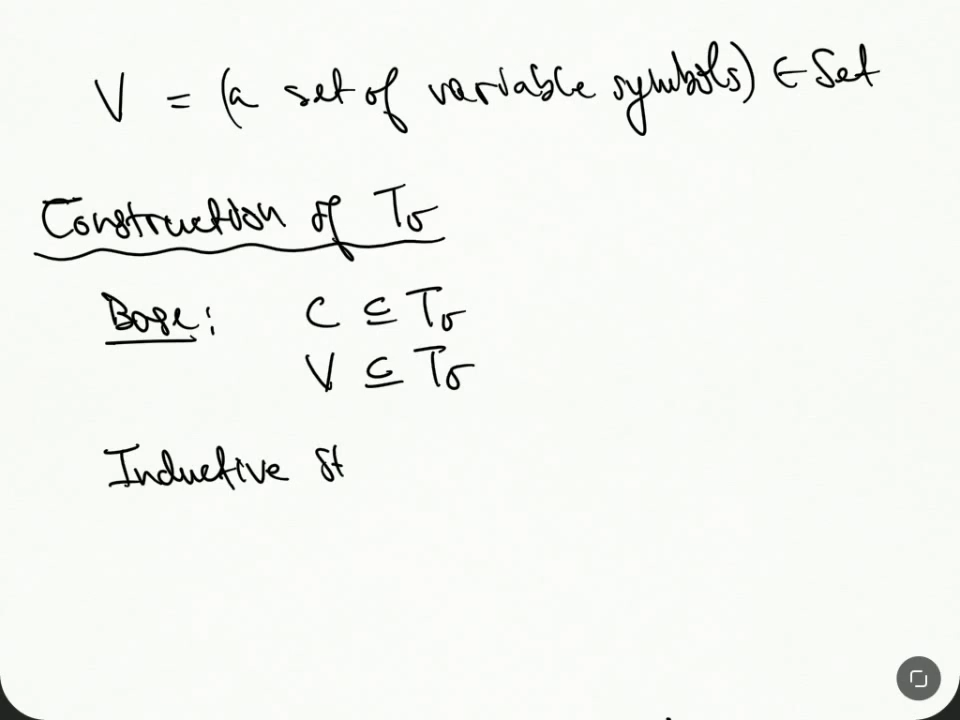 V = (a set of variable symbols) ∈ Set
Construction of Tσ
Base: C ⊆ Tσ
V ⊆ Tσ
Inductive St